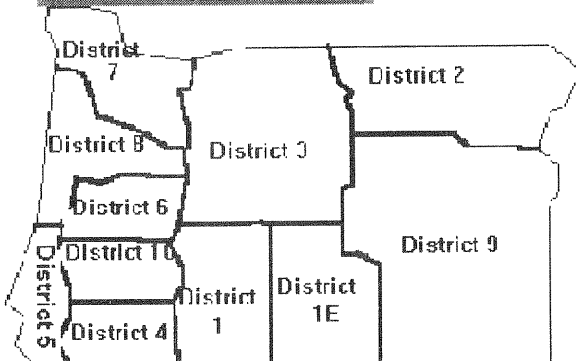 District
7
District 2
District 8
District 3
District 6
District 9
District 10
District 5
District
1
District
1E
District 4